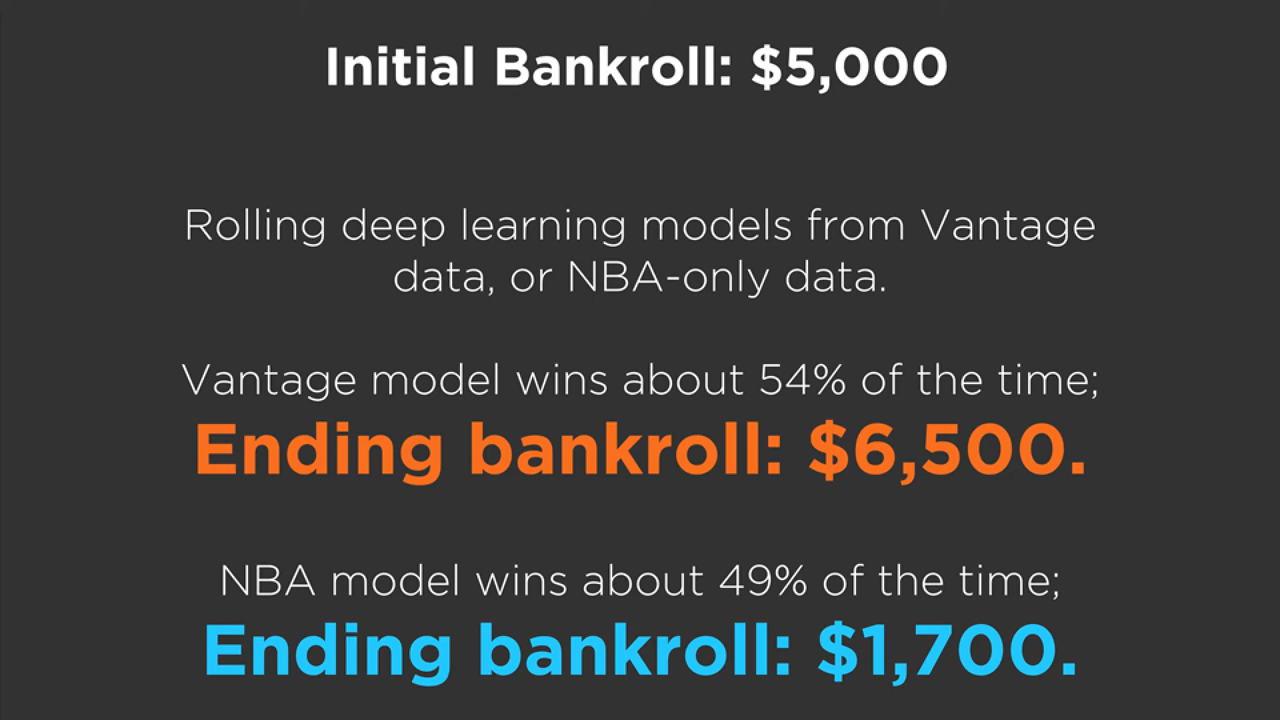 Initial Bankroll: $5,000
Rolling deep learning models from Vantage
data, or NBA-only data.
Vantage model wins about 54% of the time;
Ending bankroll: $6,500.
NBA model wins about 49% of the time;
Ending bankroll: $1,700.